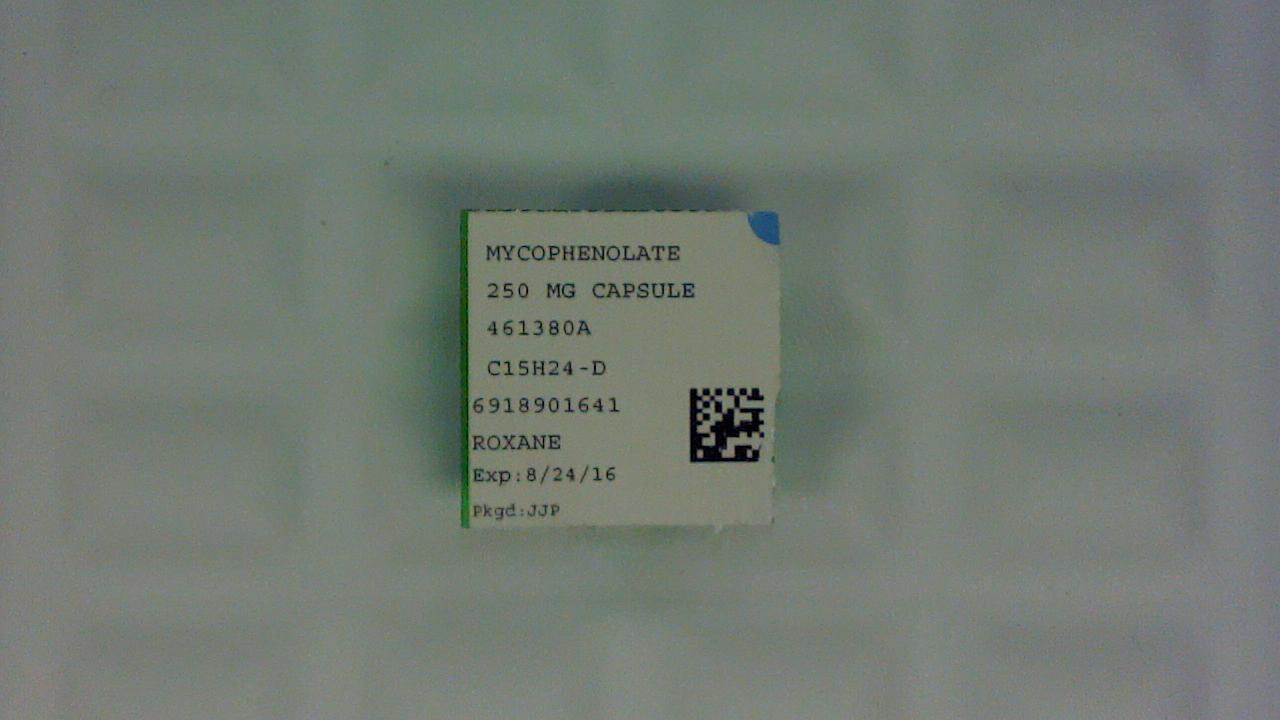 MYCOPHENOLATE
250 MG CAPSULE
461380A
C15H24-D
6918901641
ROXANE
Exp:8/24/16
Pkgd:JJP